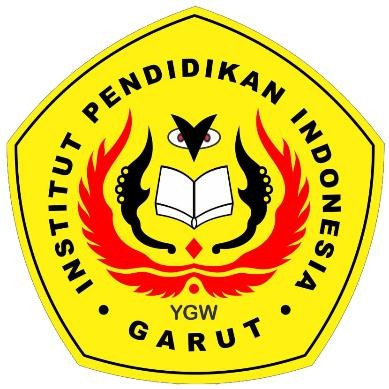 INSTITUT PENDIDIKAN INDONESIA
YGW
• GARUT •